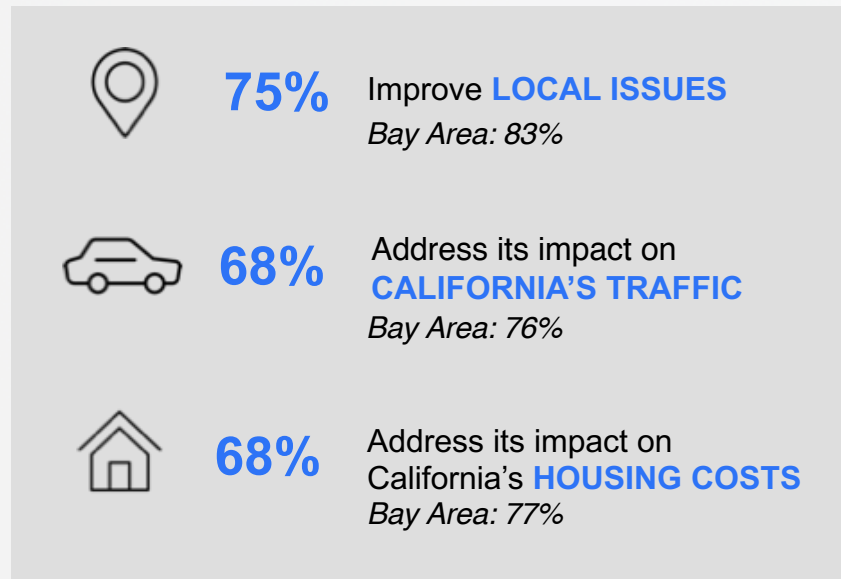 75%
Improve LOCAL ISSUES
Bay Area: 83%
68%
Address its impact on
CALIFORNIA’S TRAFFIC
Bay Area: 76%
68%
Address its impact on
California’s HOUSING COSTS
Bay Area: 77%